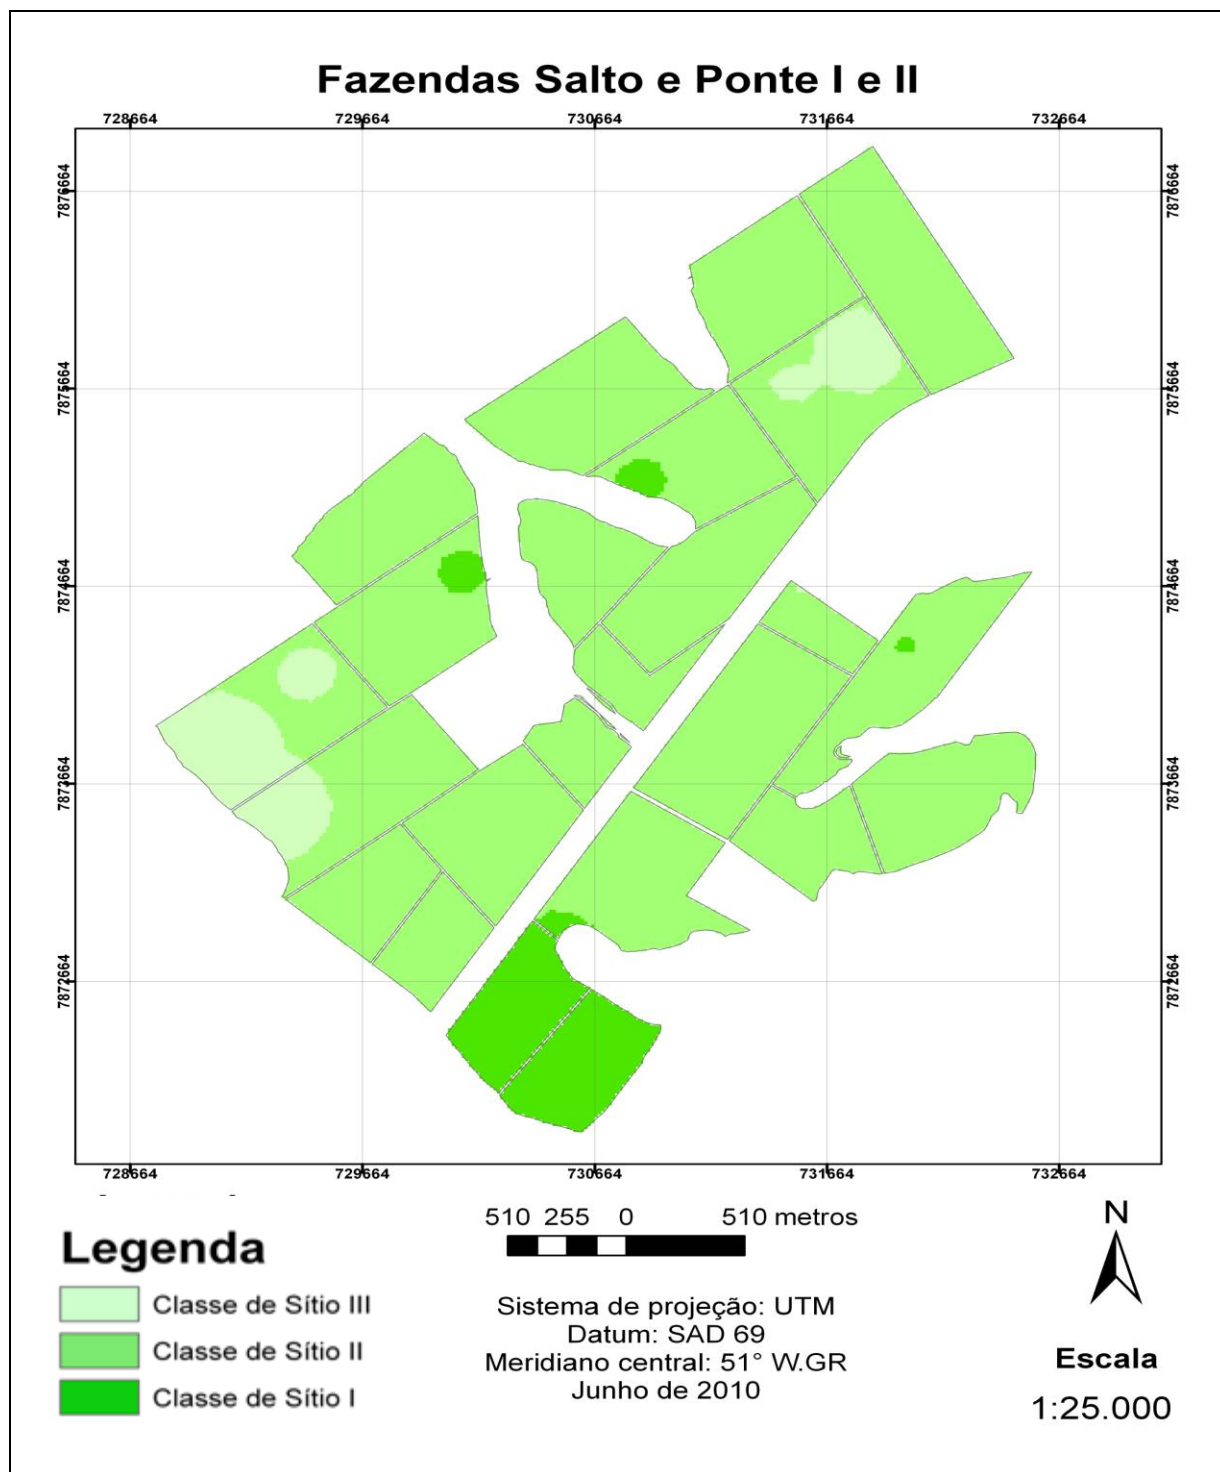 Fazendas Salto e Ponte I e II
728664 729664 730664 731664 732664
7876664 7876664
7875664 7875664
7874664 7874664
7873664 7873664
7872664 7872664
728664 729664 730664 731664 732664
Legenda
Classe de Sítio III
Classe de Sítio II
Classe de Sítio I
510 255 0 510 metros
Sistema de projeção: UTM
Datum: SAD 69
Meridiano central: 51° W.GR
Junho de 2010
N
Escala
1:25.000